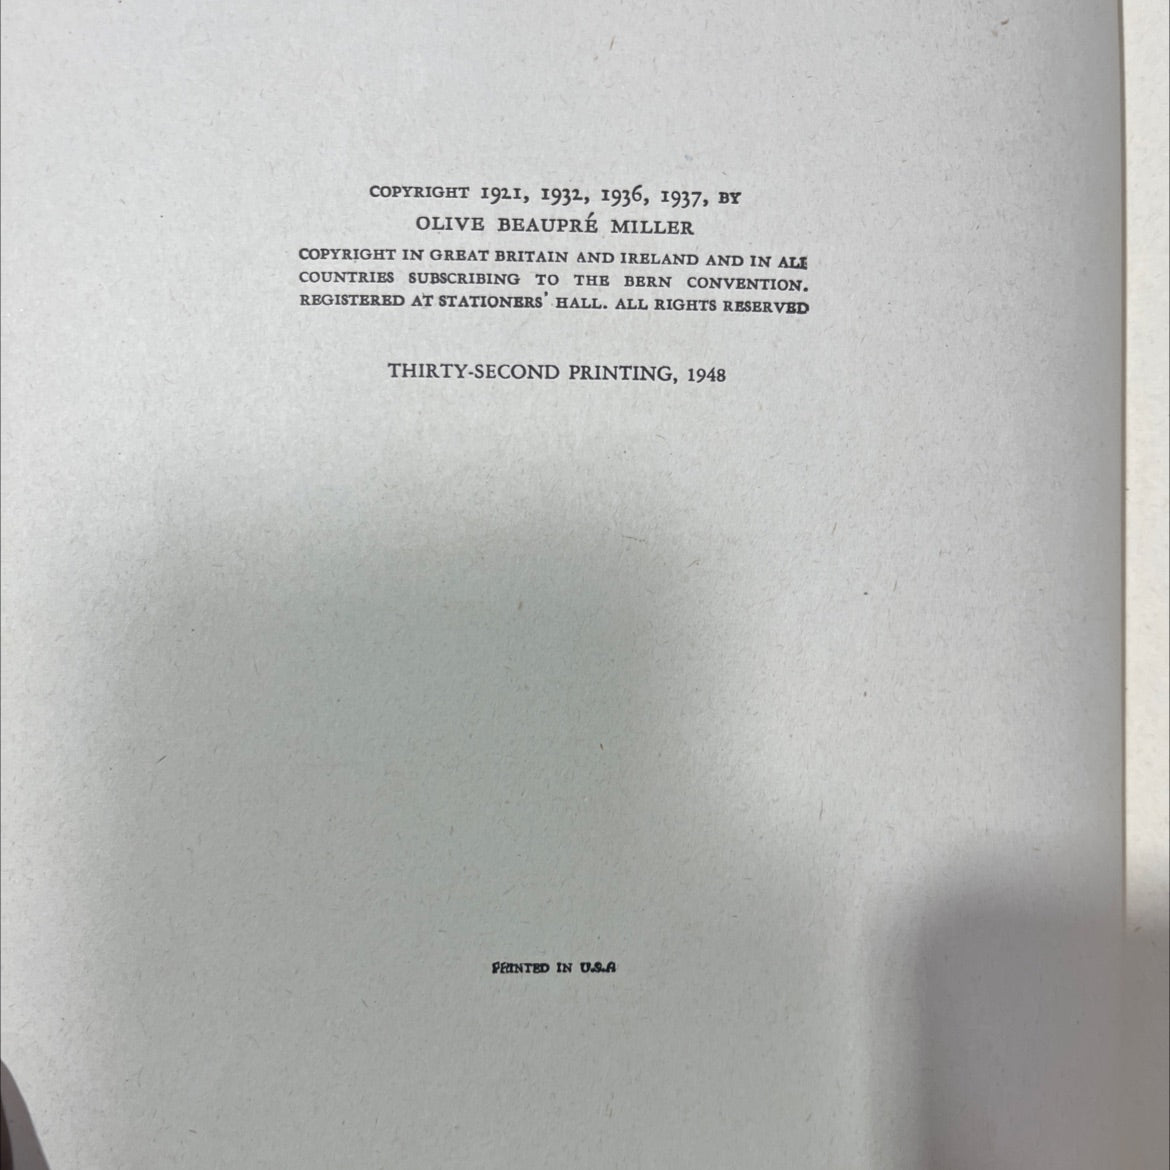 COPYRIGHT 1921, 1932, 1936, 1937, BY
OLIVE BEAUPRÉ MILLER
COPYRIGHT IN GREAT BRITAIN AND IRELAND AND IN ALL
COUNTRIES SUBSCRIBING TO THE BERN CONVENTION.
REGISTERED AT STATIONERS' HALL. ALL RIGHTS RESERVED
THIRTY-SECOND PRINTING, 1948
PRINTED IN U.S.A